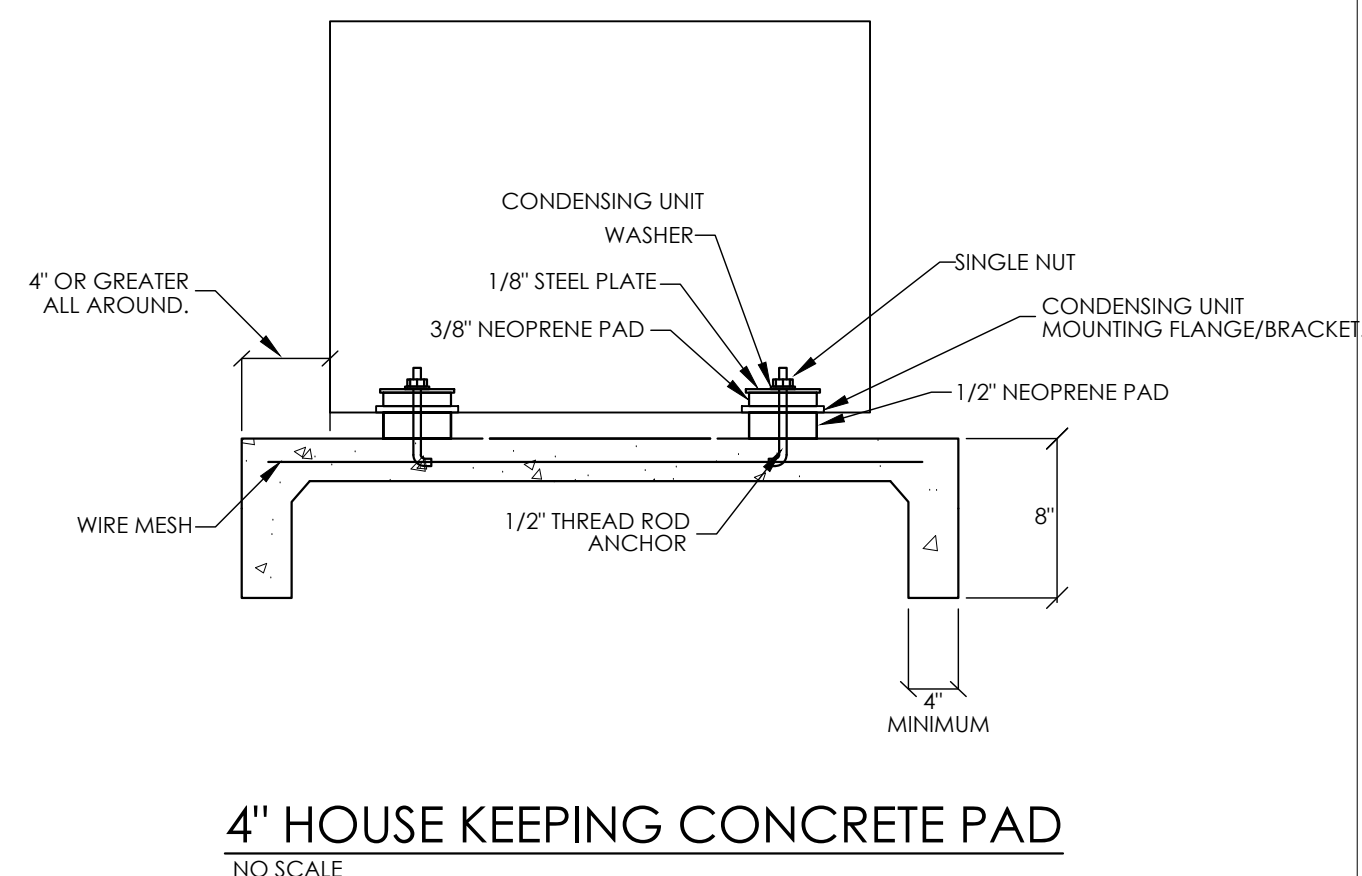 CONDENSING UNIT
WASHER
1/8" STEEL PLATE
3/8" NEOPRENE PAD
4" OR GREATER
ALL AROUND.
SINGLE NUT
CONDENSING UNIT
MOUNTING FLANGE/BRACKET.
1/2" NEOPRENE PAD
WIRE MESH
1/2" THREAD ROD
ANCHOR
8"
4"
MINIMUM
4" HOUSE KEEPING CONCRETE PAD
NO SCALE